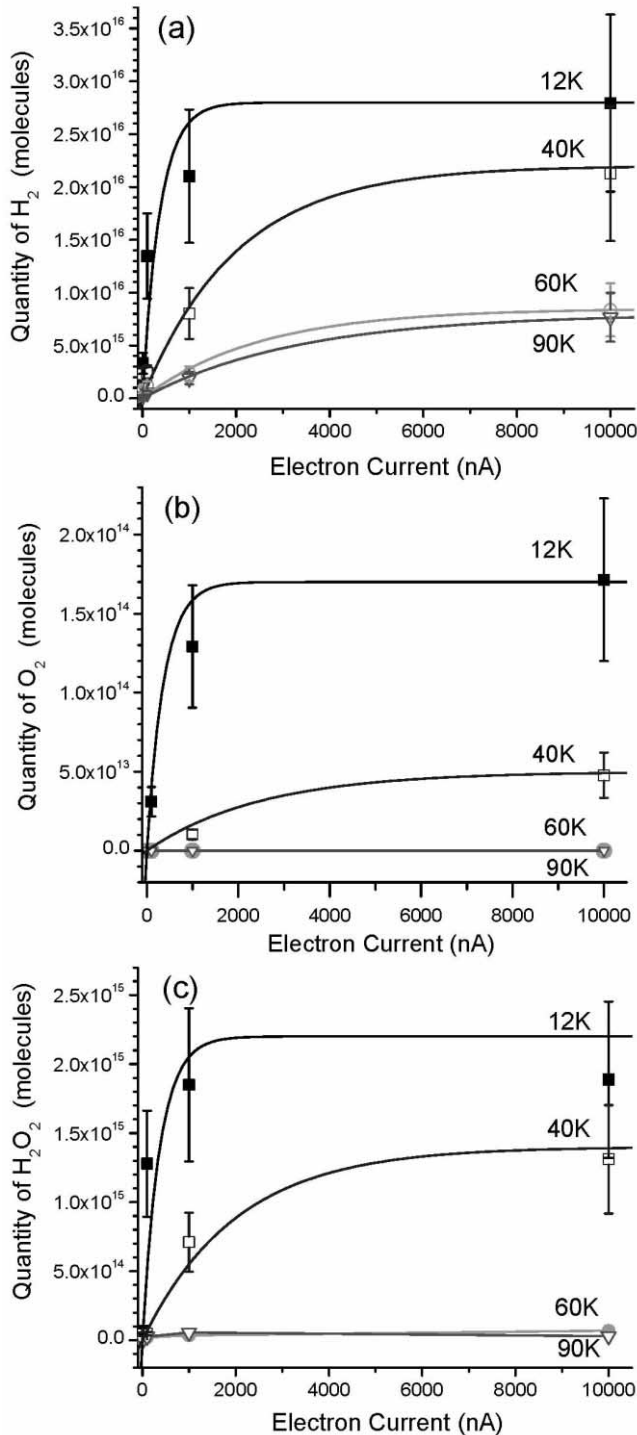 (a)
3.5x10^16
3.0x10^16
2.5x10^16
2.0x10^16
1.5x10^16
1.0x10^16
5.0x10^15
0.0
Quantity of H₂ (molecules)
12K
40K
60K
90K
0 2000 4000 6000 8000 10000
Electron Current (nA)
(b)
2.0x10^14
1.5x10^14
1.0x10^14
5.0x10^13
0.0
Quantity of O₂ (molecules)
12K
40K
60K
90K
0 2000 4000 6000 8000 10000
Electron Current (nA)
(c)
2.5x10^15
2.0x10^15
1.5x10^15
1.0x10^15
5.0x10^14
0.0
Quantity of H₂O₂ (molecules)
12K
40K
60K
90K
0 2000 4000 6000 8000 10000
Electron Current (nA)